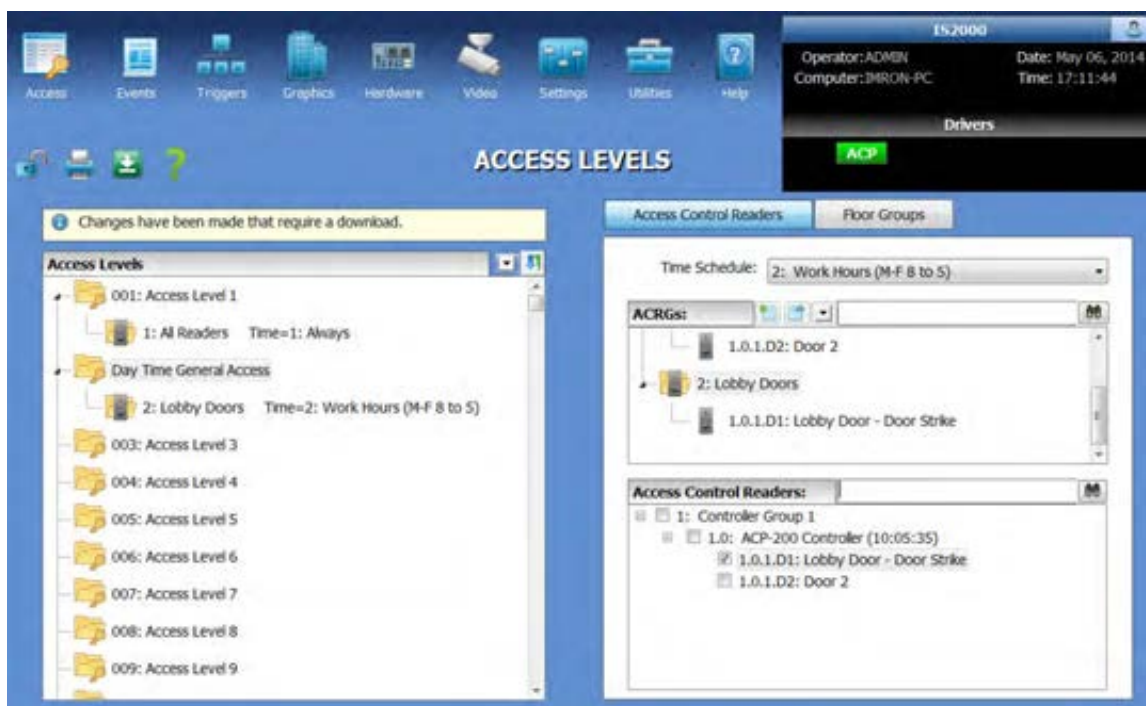 IS2000
Access
Events
Triggers
Graphics
Hardware
Video
Settings
Utilities
Help
Operator:ADMIN
Date: May 06, 2014
Computer:IMRON-PC
Time: 17:11:44
Drivers
ACP
ACCESS LEVELS
Changes have been made that require a download.
Access Levels
001: Access Level 1
1: All Readers Time=1: Always
Day Time General Access
2: Lobby Doors Time=2: Work Hours (M-F 8 to 5)
003: Access Level 3
004: Access Level 4
005: Access Level 5
006: Access Level 6
007: Access Level 7
008: Access Level 8
009: Access Level 9
Access Control Readers
Floor Groups
Time Schedule:
2: Work Hours (M-F 8 to 5)
ACRGs:
1.0.1.D2: Door 2
2: Lobby Doors
1.0.1.D1: Lobby Door - Door Strike
Access Control Readers:
1: Controller Group 1
1.0: ACP-200 Controller (10:05:35)
1.0.1.D1: Lobby Door - Door Strike
1.0.1.D2: Door 2